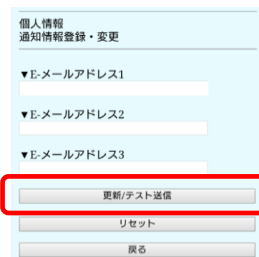 個人情報
通知情報登録・変更
▼E-メールアドレス1
▼E-メールアドレス2
▼E-メールアドレス3
更新/テスト送信
リセット
戻る